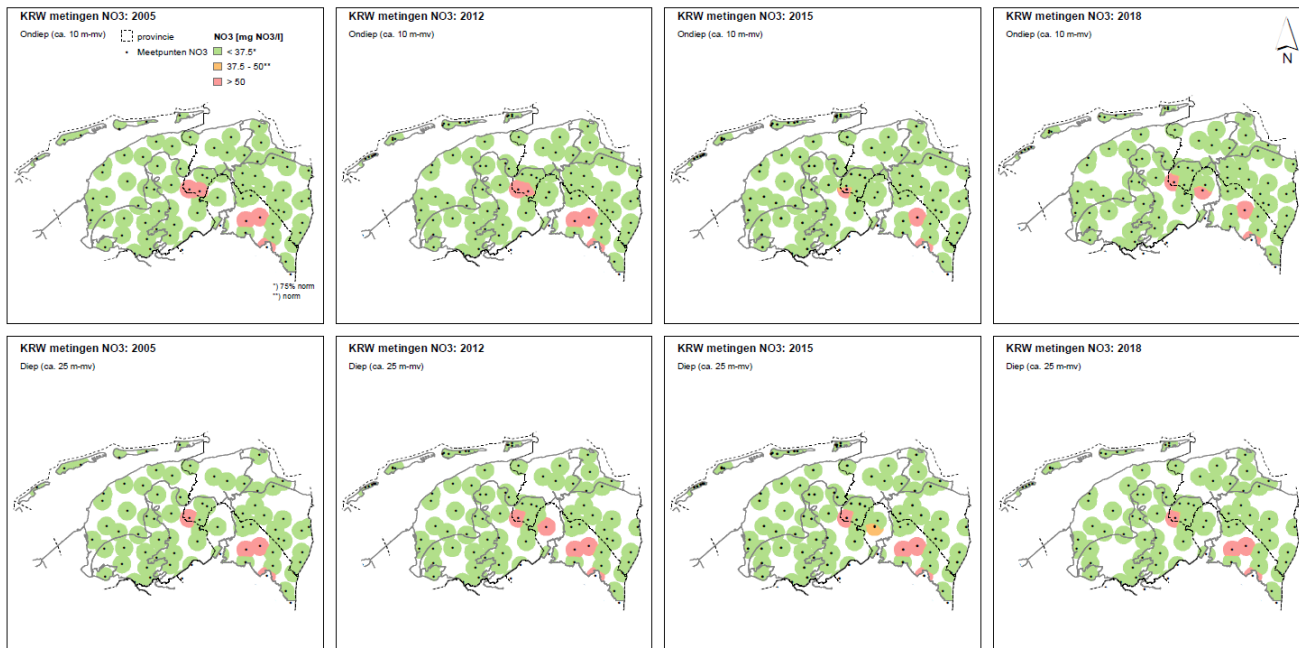 KRW metingen NO3: 2005
Ondiep (ca. 10 m-mv)
provincie
Meetpunten NO3
NO3 [mg NO3/l]
< 37.5*
37.5 - 50**
> 50
*) 75% norm
**) norm
KRW metingen NO3: 2012
Ondiep (ca. 10 m-mv)
KRW metingen NO3: 2015
Ondiep (ca. 10 m-mv)
KRW metingen NO3: 2018
Ondiep (ca. 10 m-mv)
N
KRW metingen NO3: 2005
Diep (ca. 25 m-mv)
KRW metingen NO3: 2012
Diep (ca. 25 m-mv)
KRW metingen NO3: 2015
Diep (ca. 25 m-mv)
KRW metingen NO3: 2018
Diep (ca. 25 m-mv)